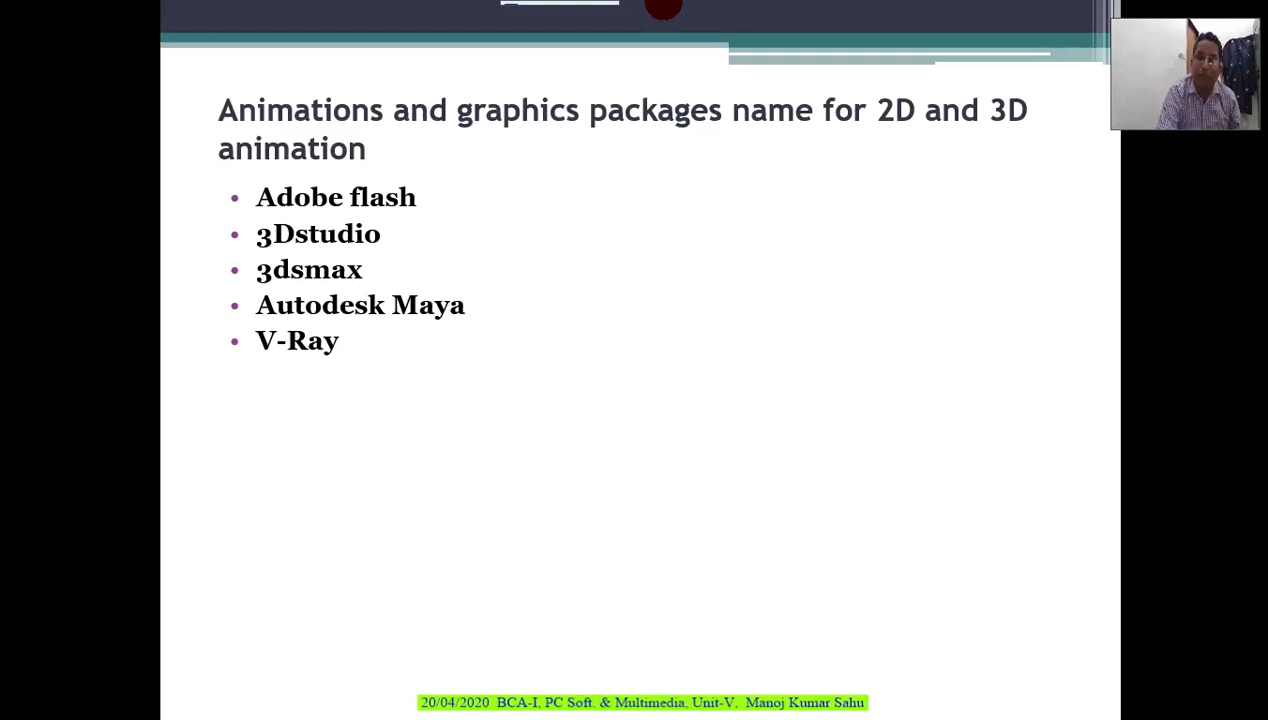 Animations and graphics packages name for 2D and 3D
animation
• Adobe flash
• 3Dstudio
• 3dsmax
• Autodesk Maya
• V-Ray
20/04/2020 BCA-I, PC Soft. & Multimedia, Unit-V, Manoj Kumar Sahu